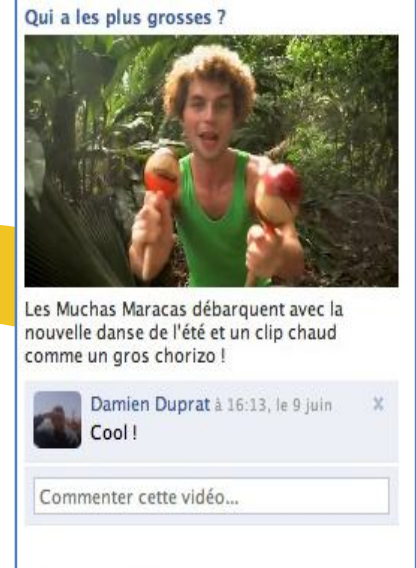 Qui a les plus grosses ?
Les Muchas Maracas débarquent avec la
nouvelle danse de l'été et un clip chaud
comme un gros chorizo !
Damien Duprat à 16:13, le 9 juin x
Cool !
Commenter cette vidéo...